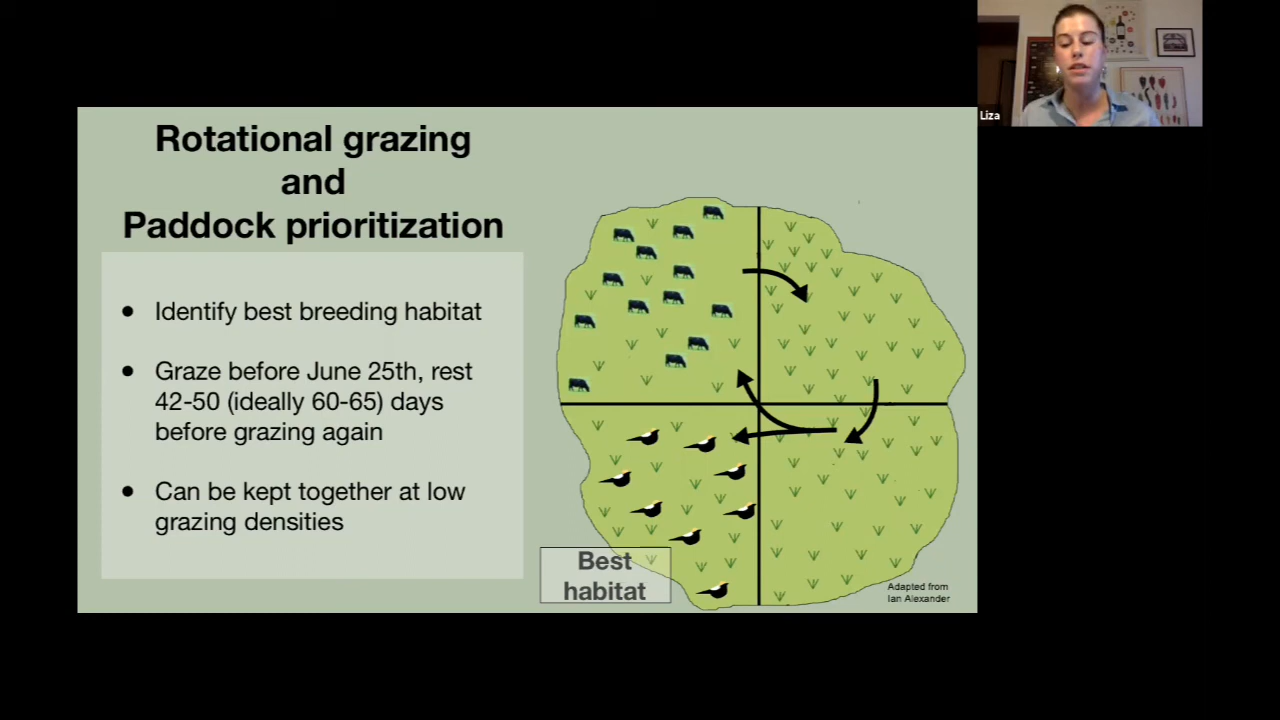 Rotational grazing
and
Paddock prioritization
● Identify best breeding habitat
● Graze before June 25th, rest
42-50 (ideally 60-65) days
before grazing again
● Can be kept together at low
grazing densities
Best
habitat
Adapted from
Ian Alexander
Liza